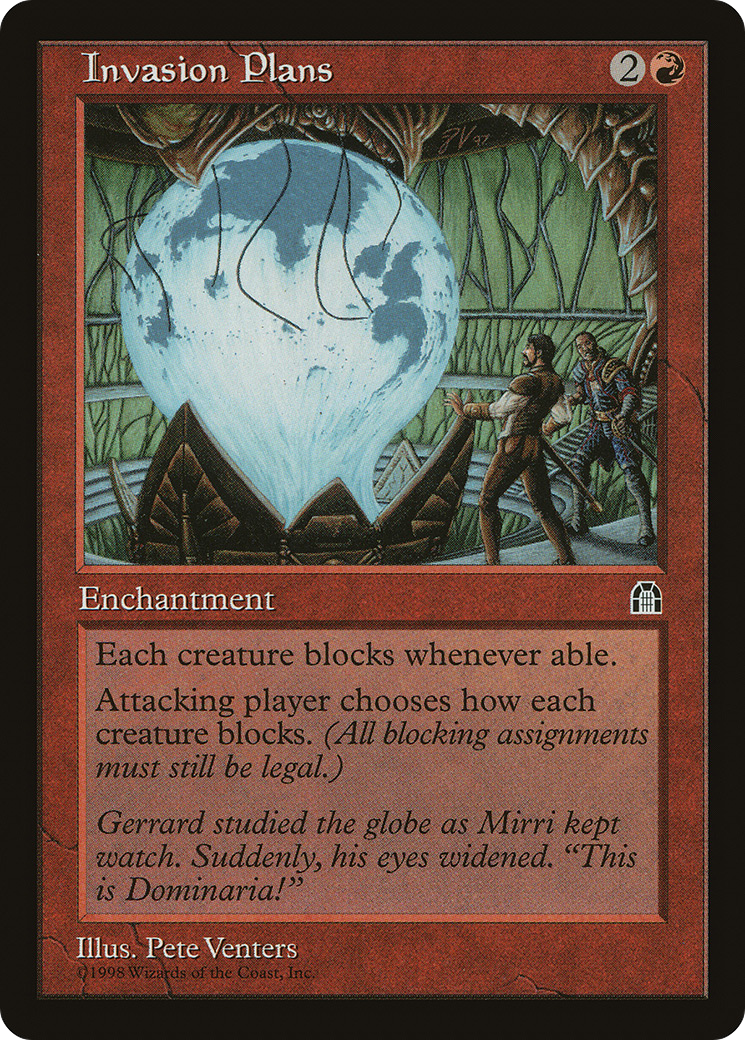 Invasion Plans
2
PV 97
Enchantment
Each creature blocks whenever able.
Attacking player chooses how each
creature blocks. (All blocking assignments
must still be legal.)
Gerrard studied the globe as Mirri kept
watch. Suddenly, his eyes widened. “This
is Dominaria!”
Illus. Pete Venters
©1998 Wizards of the Coast, Inc.